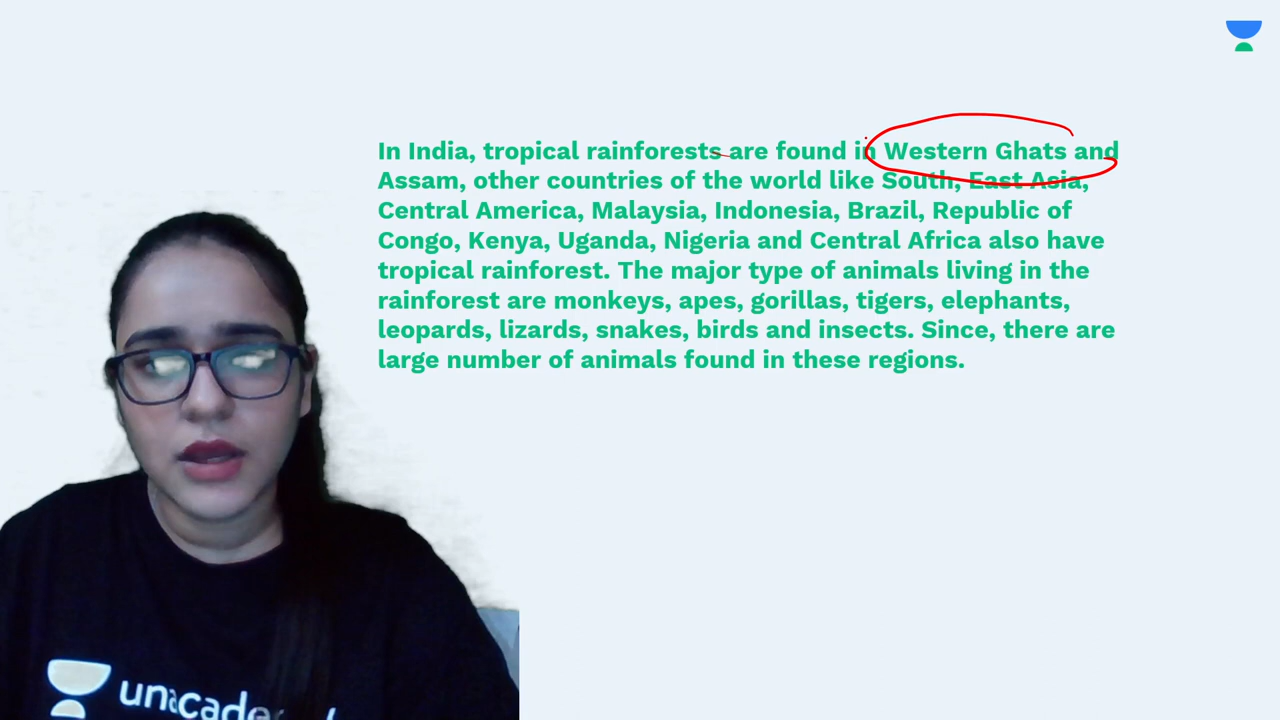 In India, tropical rainforests are found in Western Ghats and
Assam, other countries of the world like South, East Asia,
Central America, Malaysia, Indonesia, Brazil, Republic of
Congo, Kenya, Uganda, Nigeria and Central Africa also have
tropical rainforest. The major type of animals living in the
rainforest are monkeys, apes, gorillas, tigers, elephants,
leopards, lizards, snakes, birds and insects. Since, there are
large number of animals found in these regions.